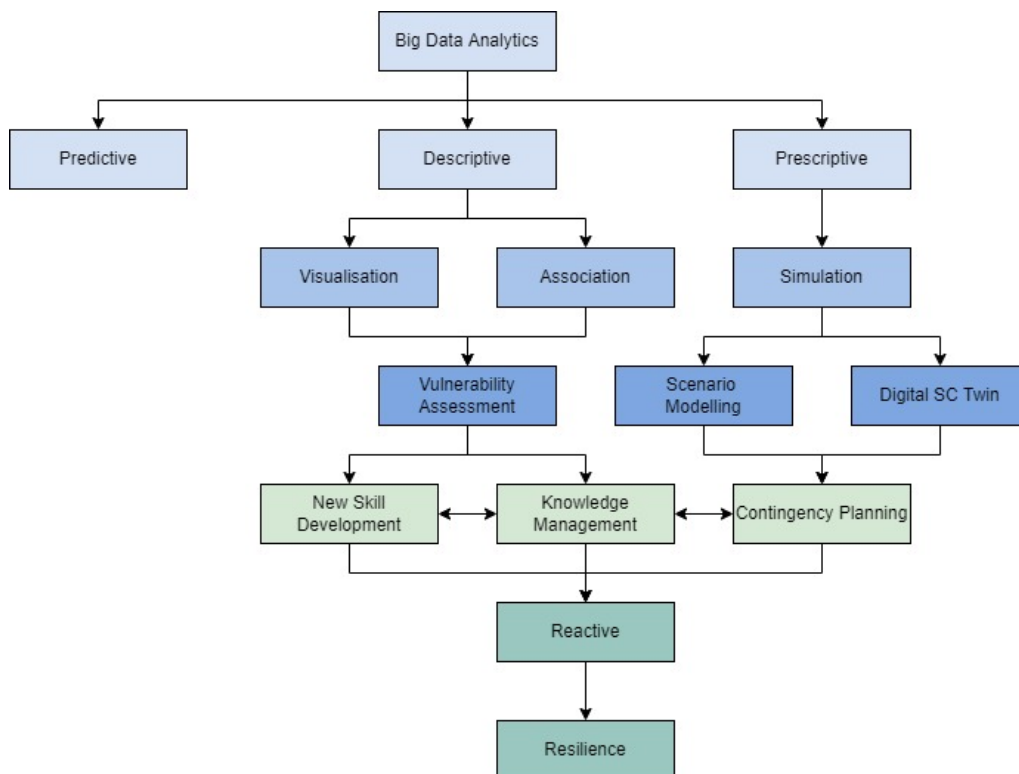 Big Data Analytics
Predictive
Descriptive
Prescriptive
Visualisation
Association
Simulation
Vulnerability
Assessment
Scenario
Modelling
Digital SC Twin
New Skill
Development
Knowledge
Management
Contingency Planning
Reactive
Resilience